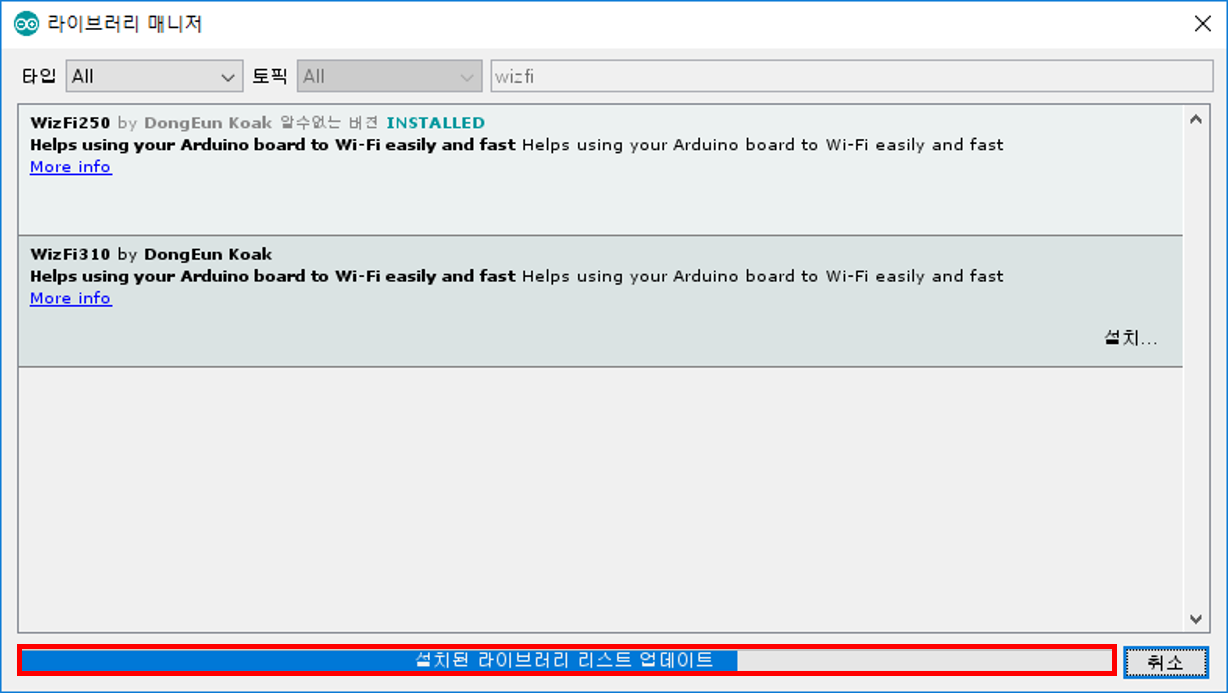 라이브러리 매니저
타입 All 토픽 All wizfi
WizFi250 by DongEun Koak 알수없는 버전 INSTALLED
Helps using your Arduino board to Wi-Fi easily and fast Helps using your Arduino board to Wi-Fi easily and fast
More info
WizFi310 by DongEun Koak
Helps using your Arduino board to Wi-Fi easily and fast Helps using your Arduino board to Wi-Fi easily and fast
More info
설치...
설치된 라이브러리 리스트 업데이트
취소